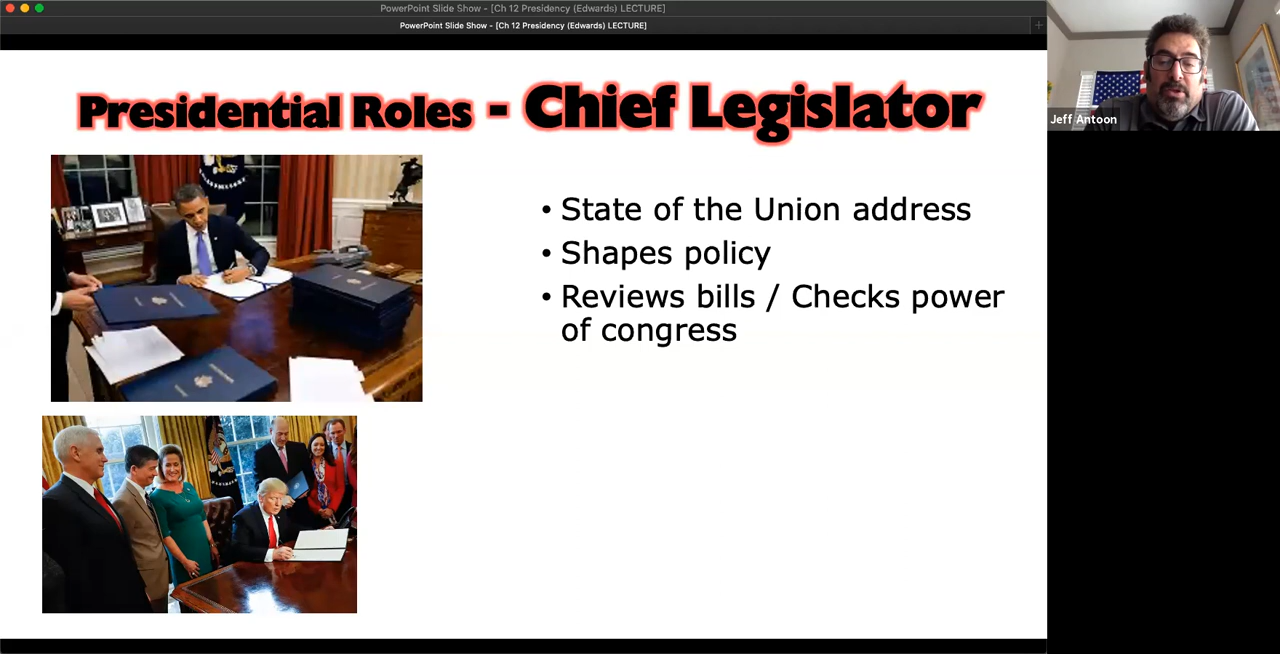 PowerPoint Slide Show - [Ch 12 Presidency (Edwards) LECTURE]
PowerPoint Slide Show - [Ch 12 Presidency (Edwards) LECTURE]
Presidential Roles - Chief Legislator
• State of the Union address
• Shapes policy
• Reviews bills / Checks power
of congress
Jeff Antoon